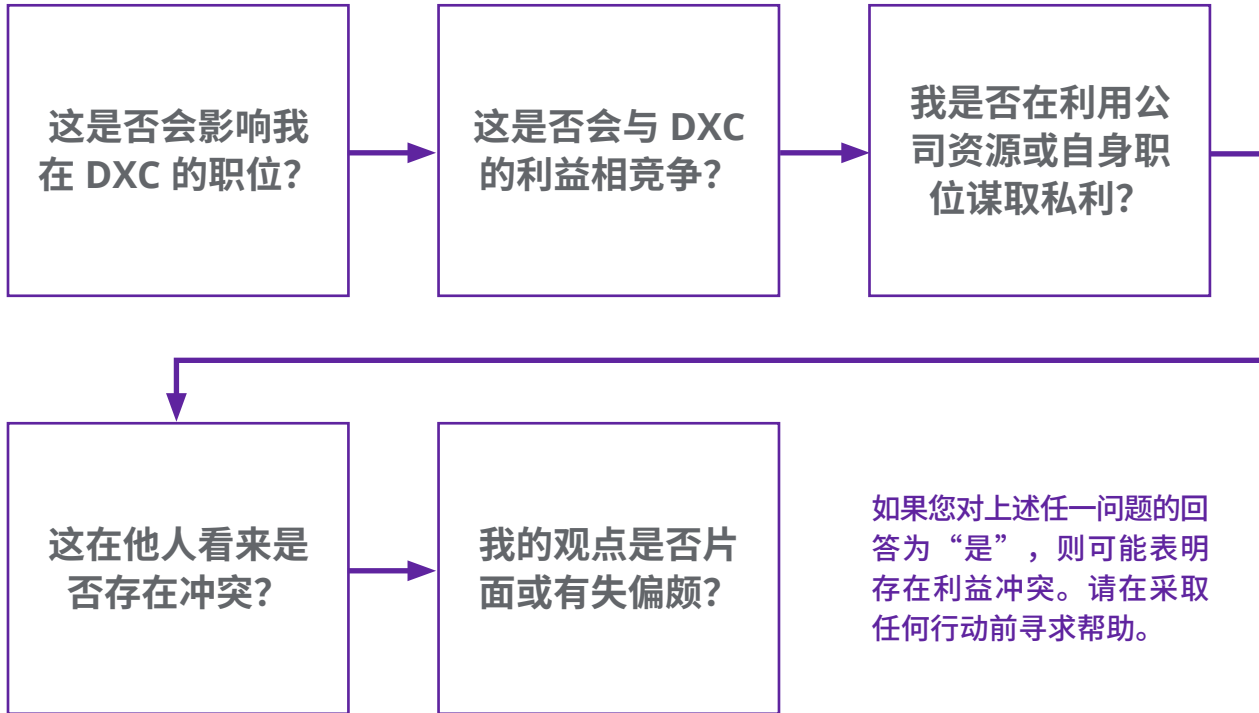 这是否会影响我
在 DXC 的职位？
这是否会与 DXC
的利益相竞争？
我是否在利用公
司资源或自身职
位谋取私利？
这在他人看来是
否存在冲突？
我的观点是否片
面或有失偏颇？
如果您对上述任一问题的回
答为“是”，则可能表明
存在利益冲突。请在采取
任何行动前寻求帮助。